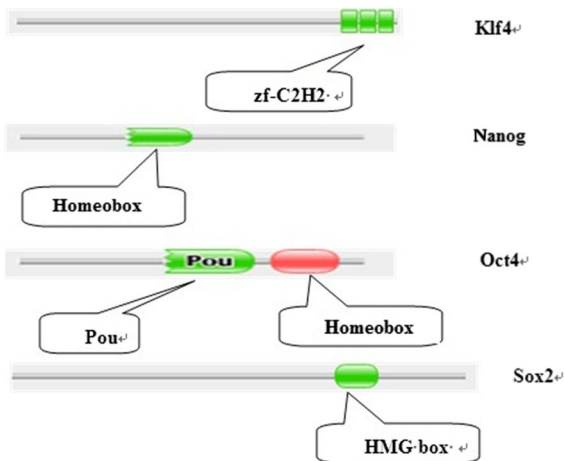 Klf4
zf-C2H2
Nanog
Homeobox
Pou
Oct4
Pou
Homeobox
Sox2
HMG·box